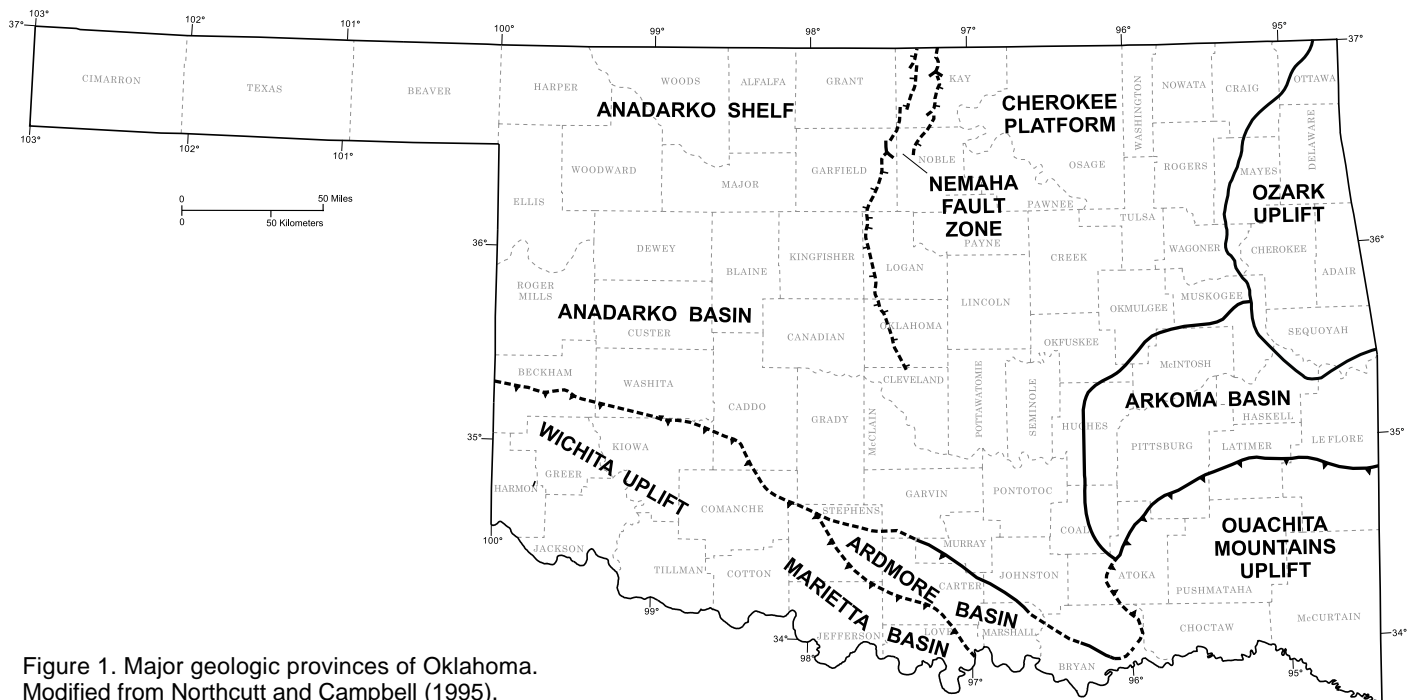 103°
102°
101°
100°
99°
98°
97°
96°
95°
37°
37°
CIMARRON
TEXAS
BEAVER
HARPER
WOODS
ALFALFA
GRANT
KAY
WASHINGTON
NOWATA
CRAIG
OTTAWA
ANADARKO SHELF
CHEROKEE
PLATFORM
103°
102°
101°
WOODWARD
MAJOR
GARFIELD
NOBLE
OSAGE
ROGERS
MAYES
DELAWARE
NEMAHA
FAULT
ZONE
OZARK
UPLIFT
0 50 Miles
0 50 Kilometers
ELLIS
PAWNEE
TULSA
36°
36°
DEWEY
BLAINE
KINGFISHER
LOGAN
PAYNE
CREEK
WAGONER
CHEROKEE
ADAIR
ROGER
MILLS
ANADARKO BASIN
CUSTER
CANADIAN
OKLAHOMA
LINCOLN
OKMULGEE
MUSKOGEE
SEQUOYAH
OKFUSKEE
McINTOSH
BECKHAM
WASHITA
CADDO
CLEVELAND
GRADY
McCLAIN
POTTAWATOMIE
SEMINOLE
HUGHES
ARKOMA BASIN
HASKELL
PITTSBURG
LATIMER
LE FLORE
35°
35°
WICHITA UPLIFT
KIOWA
GREER
HARMON
COMANCHE
STEPHENS
GARVIN
PONTOTOC
COAL
OUACHITA
MOUNTAINS
UPLIFT
100°
JACKSON
TILLMAN
COTTON
MURRAY
ARDMORE BASIN
CARTER
JOHNSTON
ATOKA
PUSHMATAHA
MARIETTA BASIN
99°
34°
98°
JEFFERSON
LOVE
MARSHALL
BRYAN
CHOCTAW
McCURTAIN
34°
97°
96°
95°
Figure 1. Major geologic provinces of Oklahoma.
Modified from Northcutt and Campbell (1995).